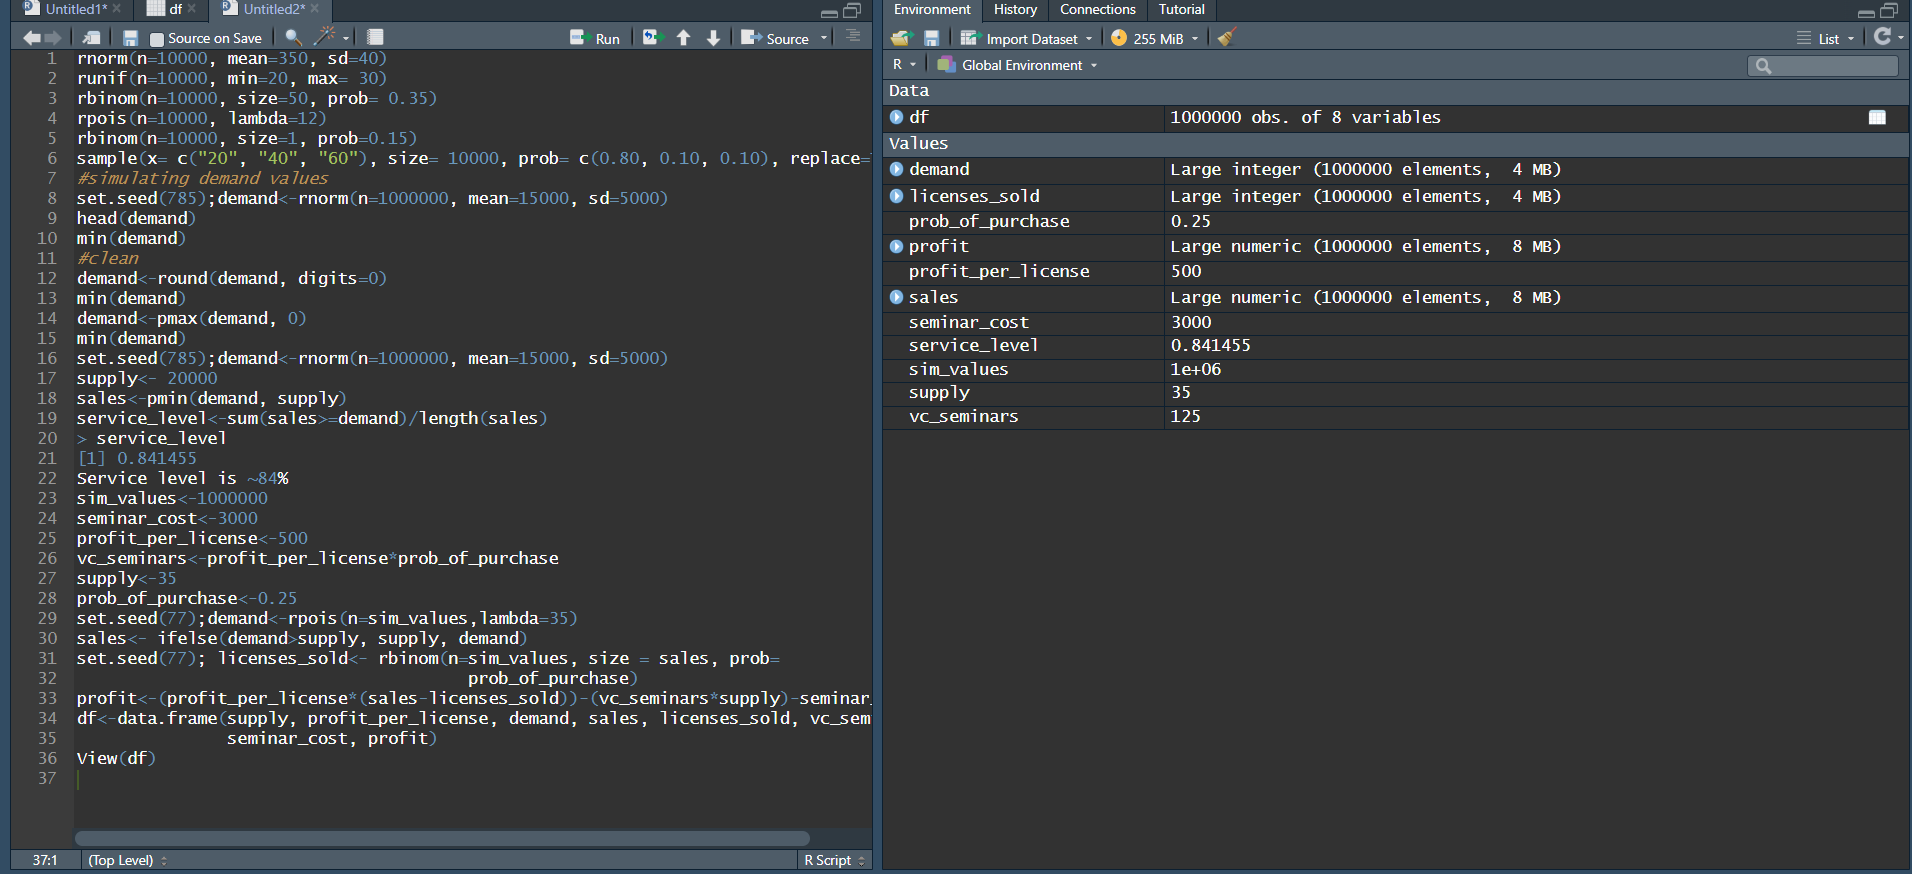 Untitled1* df Untitled2*
Source on Save Run Source
1 rnorm(n=10000, mean=350, sd=40)
2 runif(n=10000, min=20, max= 30)
3 rbinom(n=10000, size=50, prob= 0.35)
4 rpois(n=10000, lambda=12)
5 rbinom(n=10000, size=1, prob=0.15)
6 sample(x= c("20", "40", "60"), size= 10000, prob= c(0.80, 0.10, 0.10), replace=
7 #simulating demand values
8 set.seed(785);demand<-rnorm(n=1000000, mean=15000, sd=5000)
9 head(demand)
10 min(demand)
11 #clean
12 demand<-round(demand, digits=0)
13 min(demand)
14 demand<-pmax(demand, 0)
15 min(demand)
16 set.seed(785);demand<-rnorm(n=1000000, mean=15000, sd=5000)
17 supply<- 20000
18 sales<-pmin(demand, supply)
19 service_level<-sum(sales>=demand)/length(sales)
20 > service_level
21 [1] 0.841455
22 Service level is ~84%
23 sim_values<-1000000
24 seminar_cost<-3000
25 profit_per_license<-500
26 vc_seminars<-profit_per_license*prob_of_purchase
27 supply<-35
28 prob_of_purchase<-0.25
29 set.seed(77);demand<-rpois(n=sim_values,lambda=35)
30 sales<- ifelse(demand>supply, supply, demand)
31 set.seed(77); licenses_sold<- rbinom(n=sim_values, size = sales, prob=
32 prob_of_purchase)
33 profit<-(profit_per_license*(sales-licenses_sold))-(vc_seminars*supply)-seminar_
34 df<-data.frame(supply, profit_per_license, demand, sales, licenses_sold, vc_sem
35 seminar_cost, profit)
36 View(df)
37
37:1 (Top Level) R Script
Environment History Connections Tutorial
Import Dataset 255 MiB List
R Global Environment
Data
df 1000000 obs. of 8 variables
Values
demand Large integer (1000000 elements, 4 MB)
licenses_sold Large integer (1000000 elements, 4 MB)
prob_of_purchase 0.25
profit Large numeric (1000000 elements, 8 MB)
profit_per_license 500
sales Large numeric (1000000 elements, 8 MB)
seminar_cost 3000
service_level 0.841455
sim_values 1e+06
supply 35
vc_seminars 125